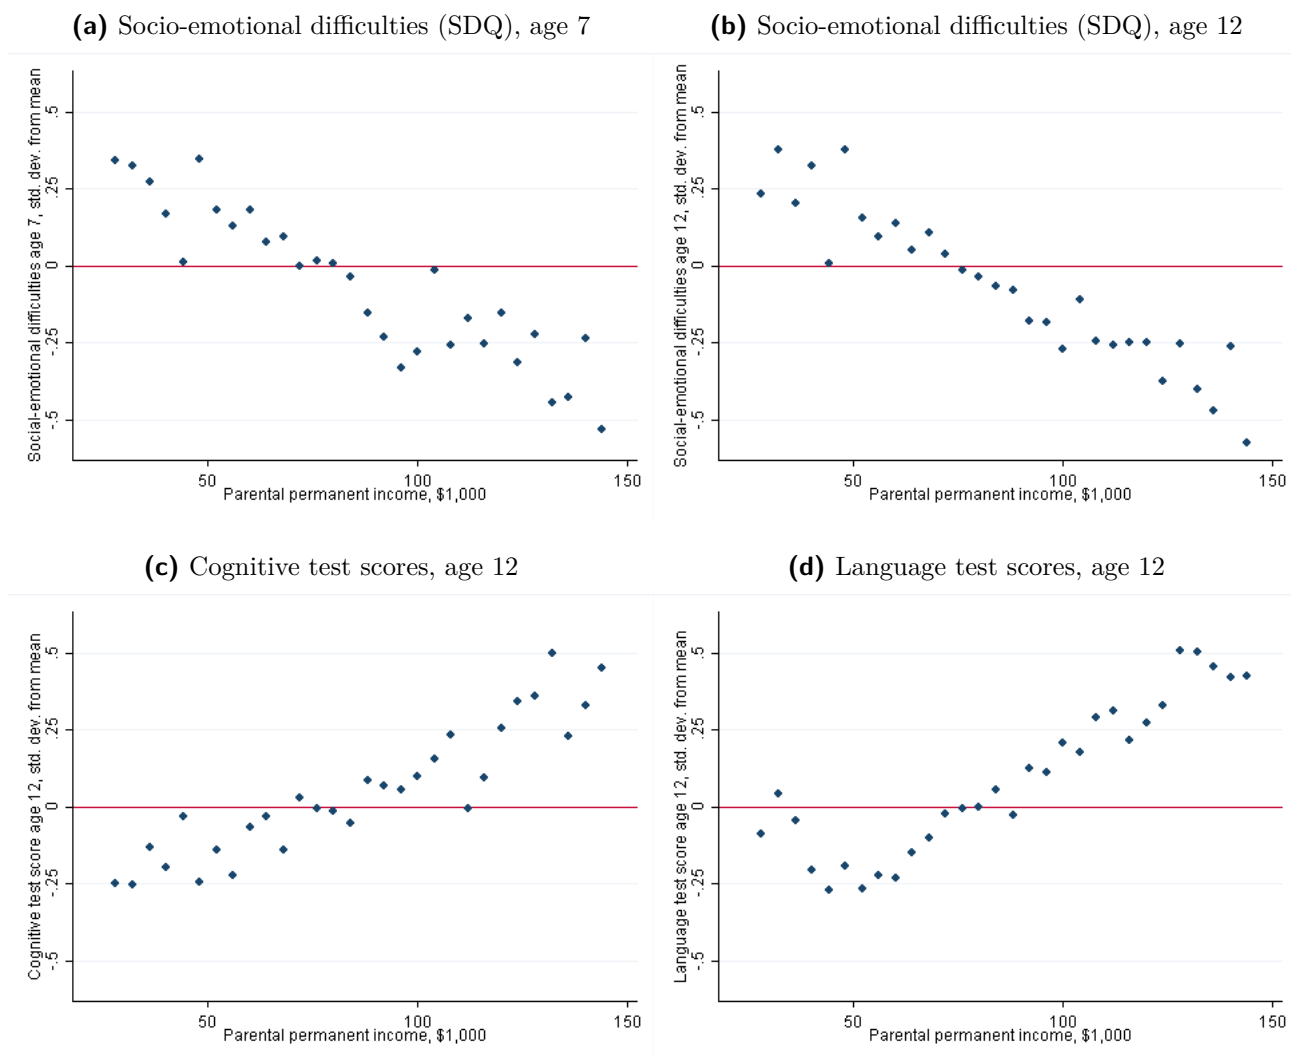 (a) Socio-emotional difficulties (SDQ), age 7
Social-emotional difficulties age 7, std. dev. from mean
.5
.25
0
-.25
-.5
50
100
150
Parental permanent income, $1,000
(b) Socio-emotional difficulties (SDQ), age 12
Social-emotional difficulties age 12, std. dev. from mean
.5
.25
0
-.25
-.5
50
100
150
Parental permanent income, $1,000
(c) Cognitive test scores, age 12
Cognitive test score age 12, std. dev. from mean
.5
.25
0
-.25
-.5
50
100
150
Parental permanent income, $1,000
(d) Language test scores, age 12
Language test score age 12, std. dev. from mean
.5
.25
0
-.25
-.5
50
100
150
Parental permanent income, $1,000